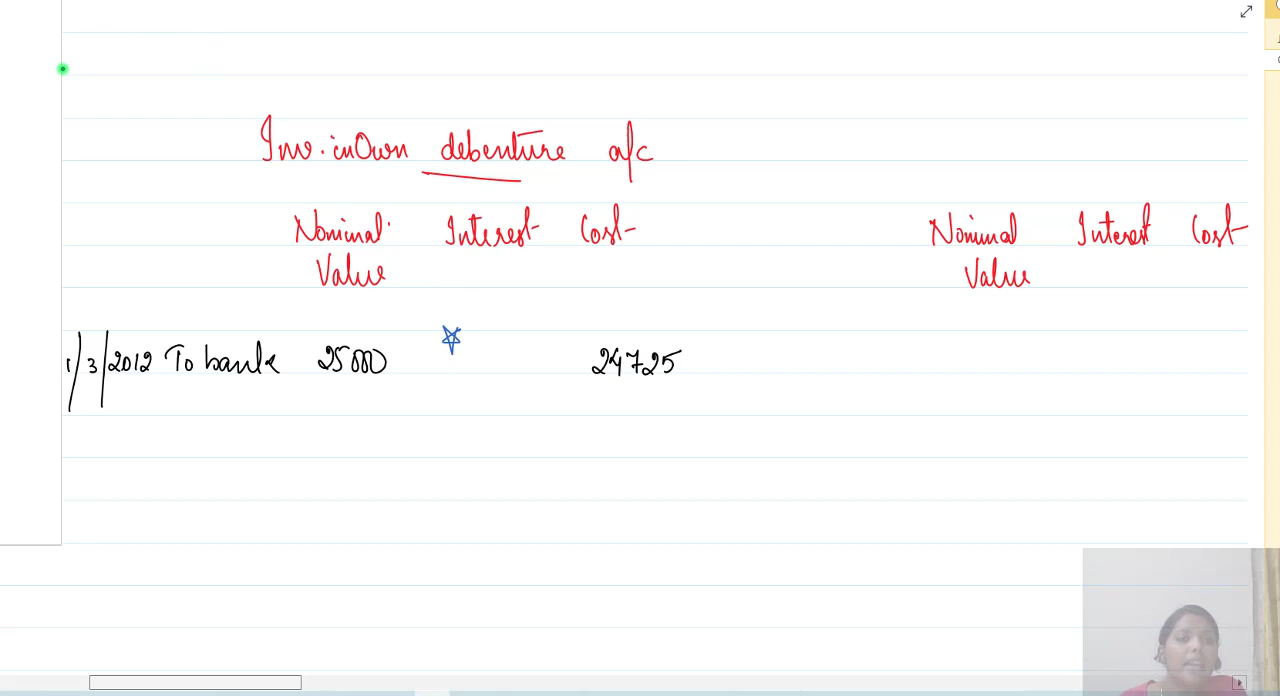 Inv. in Own debenture a/c
Nominal Interest Cost Nominal Interest Cost
Value Value
1/3/2012 To bank 25000 24725